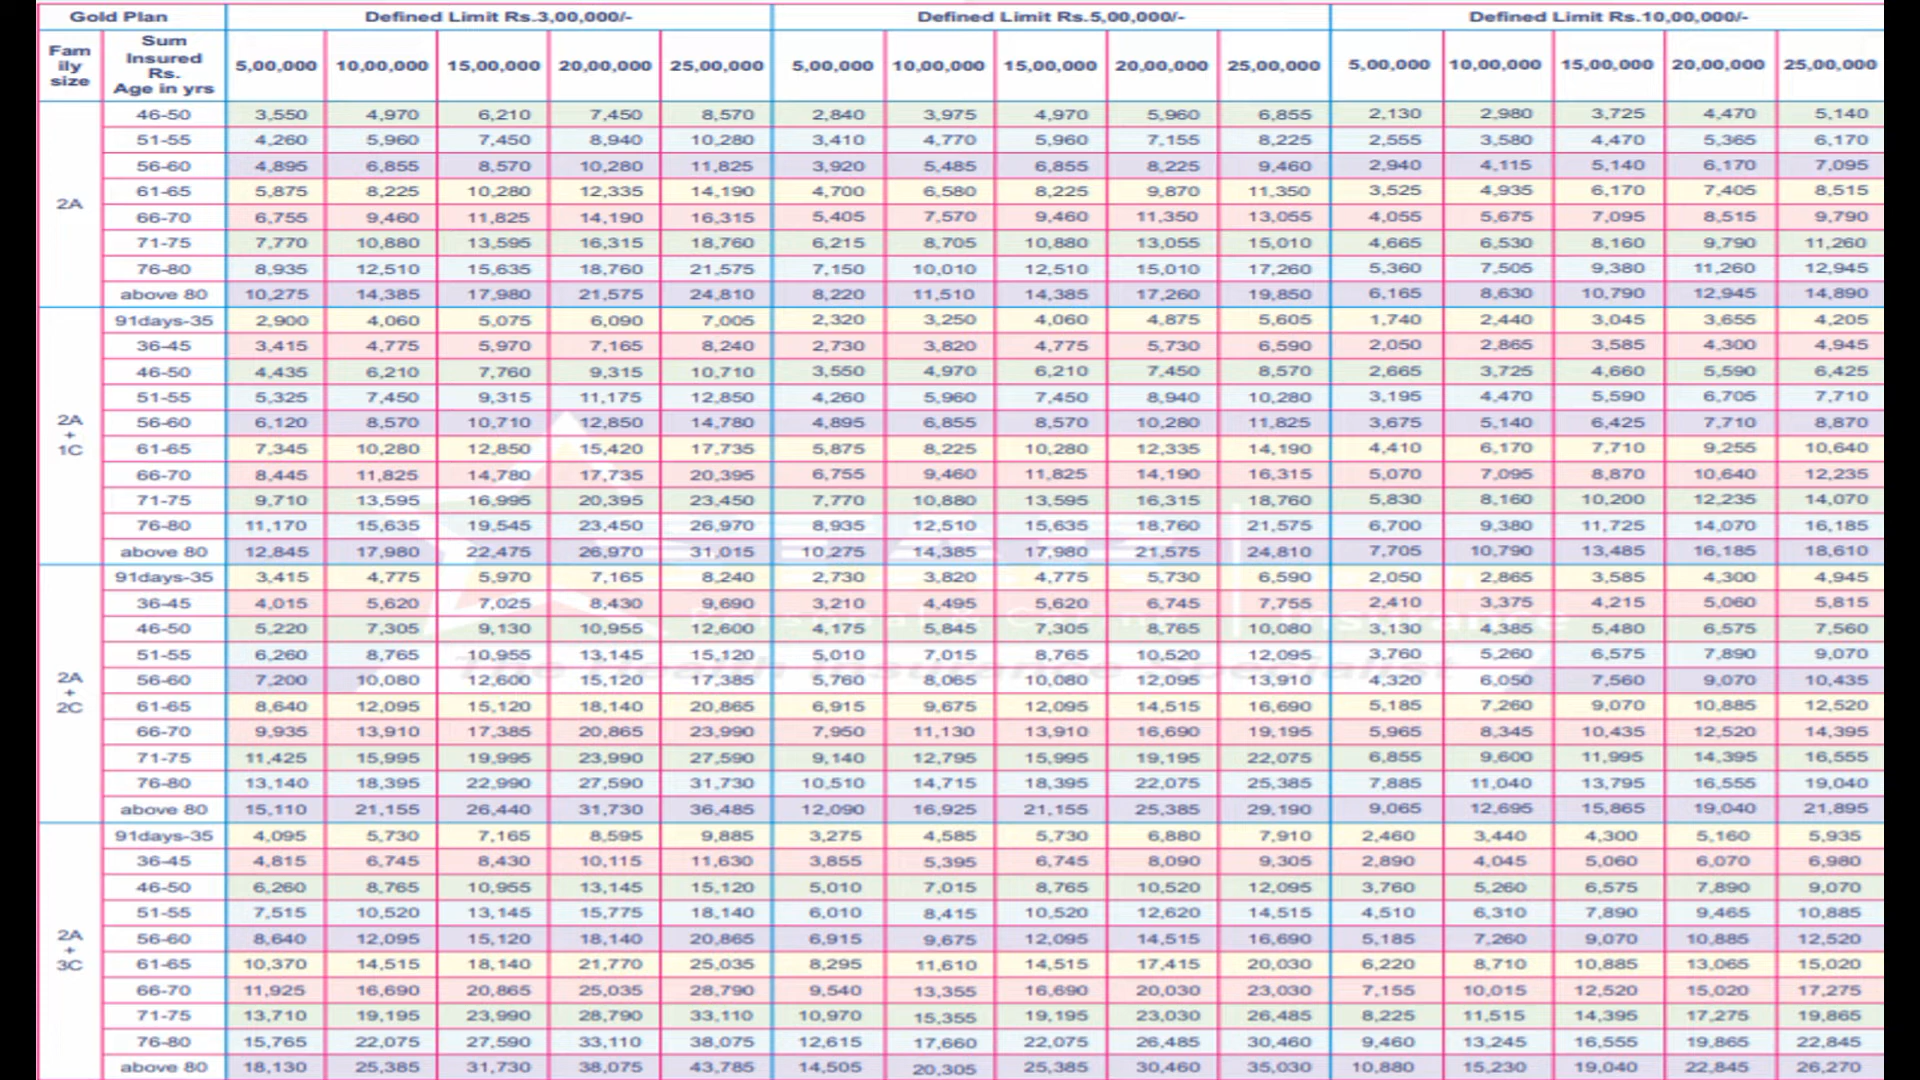 Gold Plan Defined Limit Rs.3,00,000/- Defined Limit Rs.5,00,000/- Defined Limit Rs.10,00,000/-
Fam ily size Sum Insured Rs. Age in yrs 5,00,000 10,00,000 15,00,000 20,00,000 25,00,000 5,00,000 10,00,000 15,00,000 20,00,000 25,00,000 5,00,000 10,00,000 15,00,000 20,00,000 25,00,000
2A
46-50 3,550 4,970 6,210 7,450 8,570 2,840 3,975 4,970 5,960 6,855 2,130 2,980 3,725 4,470 5,140
51-55 4,260 5,960 7,450 8,940 10,280 3,410 4,770 5,960 7,155 8,225 2,555 3,580 4,470 5,365 6,170
56-60 4,895 6,855 8,570 10,280 11,825 3,920 5,485 6,855 8,225 9,460 2,940 4,115 5,140 6,170 7,095
61-65 5,875 8,225 10,280 12,335 14,190 4,700 6,580 8,225 9,870 11,350 3,525 4,935 6,170 7,405 8,515
66-70 6,755 9,460 11,825 14,190 16,315 5,405 7,570 9,460 11,350 13,055 4,055 5,675 7,095 8,515 9,790
71-75 7,770 10,880 13,595 16,315 18,760 6,215 8,705 10,880 13,055 15,010 4,665 6,530 8,160 9,790 11,260
76-80 8,935 12,510 15,635 18,760 21,575 7,150 10,010 12,510 15,010 17,260 5,360 7,505 9,380 11,260 12,945
above 80 10,275 14,385 17,980 21,575 24,810 8,220 11,510 14,385 17,260 19,850 6,165 8,630 10,790 12,945 14,890
2A + 1C
91days-35 2,900 4,060 5,075 6,090 7,005 2,320 3,250 4,060 4,875 5,605 1,740 2,440 3,045 3,655 4,205
36-45 3,415 4,775 5,970 7,165 8,240 2,730 3,820 4,775 5,730 6,590 2,050 2,865 3,585 4,300 4,945
46-50 4,435 6,210 7,760 9,315 10,710 3,550 4,970 6,210 7,450 8,570 2,665 3,725 4,660 5,590 6,425
51-55 5,325 7,450 9,315 11,175 12,850 4,260 5,960 7,450 8,940 10,280 3,195 4,470 5,590 6,705 7,710
56-60 6,120 8,570 10,710 12,850 14,780 4,895 6,855 8,570 10,280 11,825 3,675 5,140 6,425 7,710 8,870
61-65 7,345 10,280 12,850 15,420 17,735 5,875 8,225 10,280 12,335 14,190 4,410 6,170 7,710 9,255 10,640
66-70 8,445 11,825 14,780 17,735 20,395 6,755 9,460 11,825 14,190 16,315 5,070 7,095 8,870 10,640 12,235
71-75 9,710 13,595 16,995 20,395 23,450 7,770 10,880 13,595 16,315 18,760 5,830 8,160 10,200 12,235 14,070
76-80 11,170 15,635 19,545 23,450 26,970 8,935 12,510 15,635 18,760 21,575 6,700 9,380 11,725 14,070 16,185
above 80 12,845 17,980 22,475 26,970 31,015 10,275 14,385 17,980 21,575 24,810 7,705 10,790 13,485 16,185 18,610
2A + 2C
91days-35 3,415 4,775 5,970 7,165 8,240 2,730 3,820 4,775 5,730 6,590 2,050 2,865 3,585 4,300 4,945
36-45 4,015 5,620 7,025 8,430 9,690 3,210 4,495 5,620 6,745 7,755 2,410 3,375 4,215 5,060 5,815
46-50 5,220 7,305 9,130 10,955 12,600 4,175 5,845 7,305 8,765 10,080 3,130 4,385 5,480 6,575 7,560
51-55 6,260 8,765 10,955 13,145 15,120 5,010 7,015 8,765 10,520 12,095 3,760 5,260 6,575 7,890 9,070
56-60 7,200 10,080 12,600 15,120 17,385 5,760 8,065 10,080 12,095 13,910 4,320 6,050 7,560 9,070 10,435
61-65 8,640 12,095 15,120 18,140 20,865 6,915 9,675 12,095 14,515 16,690 5,185 7,260 9,070 10,885 12,520
66-70 9,935 13,910 17,385 20,865 23,990 7,950 11,130 13,910 16,690 19,195 5,965 8,345 10,435 12,520 14,395
71-75 11,425 15,995 19,995 23,990 27,590 9,140 12,795 15,995 19,195 22,075 6,855 9,600 11,995 14,395 16,555
76-80 13,140 18,395 22,990 27,590 31,730 10,510 14,715 18,395 22,075 25,385 7,885 11,040 13,795 16,555 19,040
above 80 15,110 21,155 26,440 31,730 36,485 12,090 16,925 21,155 25,385 29,190 9,065 12,695 15,865 19,040 21,895
2A + 3C
91days-35 4,095 5,730 7,165 8,595 9,885 3,275 4,585 5,730 6,880 7,910 2,460 3,440 4,300 5,160 5,935
36-45 4,815 6,745 8,430 10,115 11,630 3,855 5,395 6,745 8,090 9,305 2,890 4,045 5,060 6,070 6,980
46-50 6,260 8,765 10,955 13,145 15,120 5,010 7,015 8,765 10,520 12,095 3,760 5,260 6,575 7,890 9,070
51-55 7,515 10,520 13,145 15,775 18,140 6,010 8,415 10,520 12,620 14,515 4,510 6,310 7,890 9,465 10,885
56-60 8,640 12,095 15,120 18,140 20,865 6,915 9,675 12,095 14,515 16,690 5,185 7,260 9,070 10,885 12,520
61-65 10,370 14,515 18,140 21,770 25,035 8,295 11,610 14,515 17,415 20,030 6,220 8,710 10,885 13,065 15,020
66-70 11,925 16,690 20,865 25,035 28,790 9,540 13,355 16,690 20,030 23,030 7,155 10,015 12,520 15,020 17,275
71-75 13,710 19,195 23,990 28,790 33,110 10,970 15,355 19,195 23,030 26,485 8,225 11,515 14,395 17,275 19,865
76-80 15,765 22,075 27,590 33,110 38,075 12,615 17,660 22,075 26,485 30,460 9,460 13,245 16,555 19,865 22,845
above 80 18,130 25,385 31,730 38,075 43,785 14,505 20,305 25,385 30,460 35,030 10,880 15,230 19,040 22,845 26,270